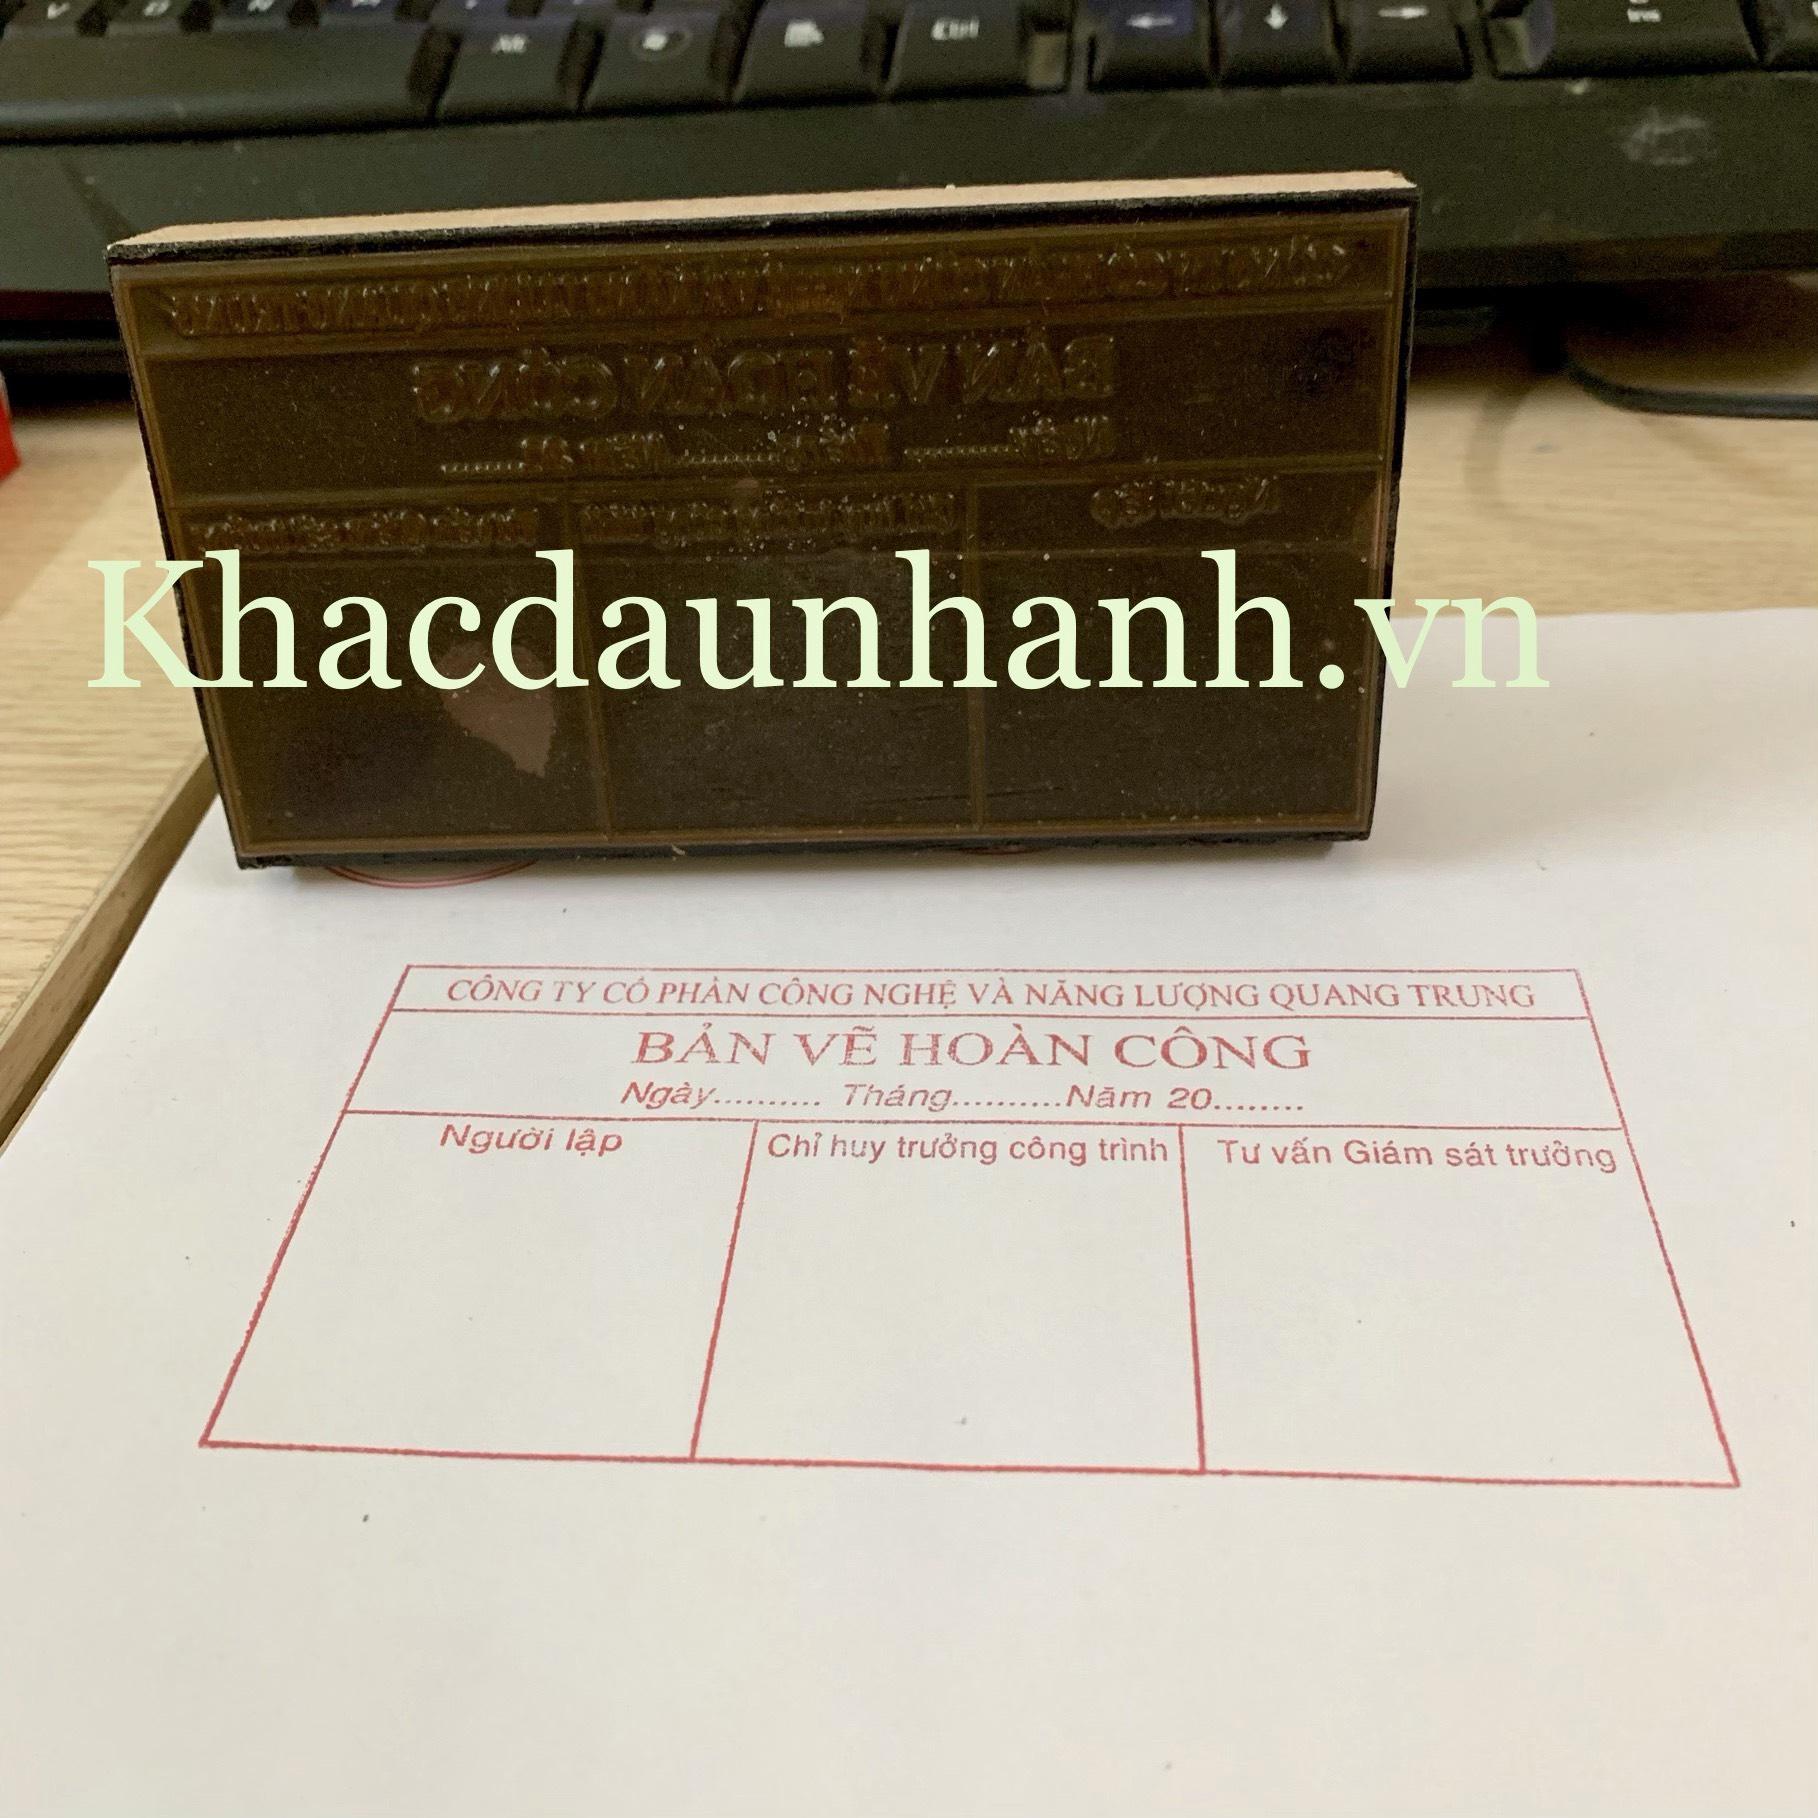 Ctrl
Khacdaunhanh.vn
CÔNG TY CỔ PHẦN CÔNG NGHỆ VÀ NĂNG LƯỢNG QUANG TRUNG
BẢN VẼ HOÀN CÔNG
Ngày.......... Tháng..........Năm 20........
Người lập
Chỉ huy trưởng công trình
Tư vấn Giám sát trưởng